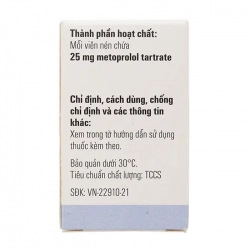 Thành phần hoạt chất:
Mỗi viên nén chứa
25 mg metoprolol tartrate
Chỉ định, cách dùng, chống
chỉ định và các thông tin
khác:
Xem trong tờ hướng dẫn sử dụng
thuốc kèm theo.
Bảo quản dưới 30°C.
Tiêu chuẩn chất lượng: TCCS
SĐK: VN-22910-21